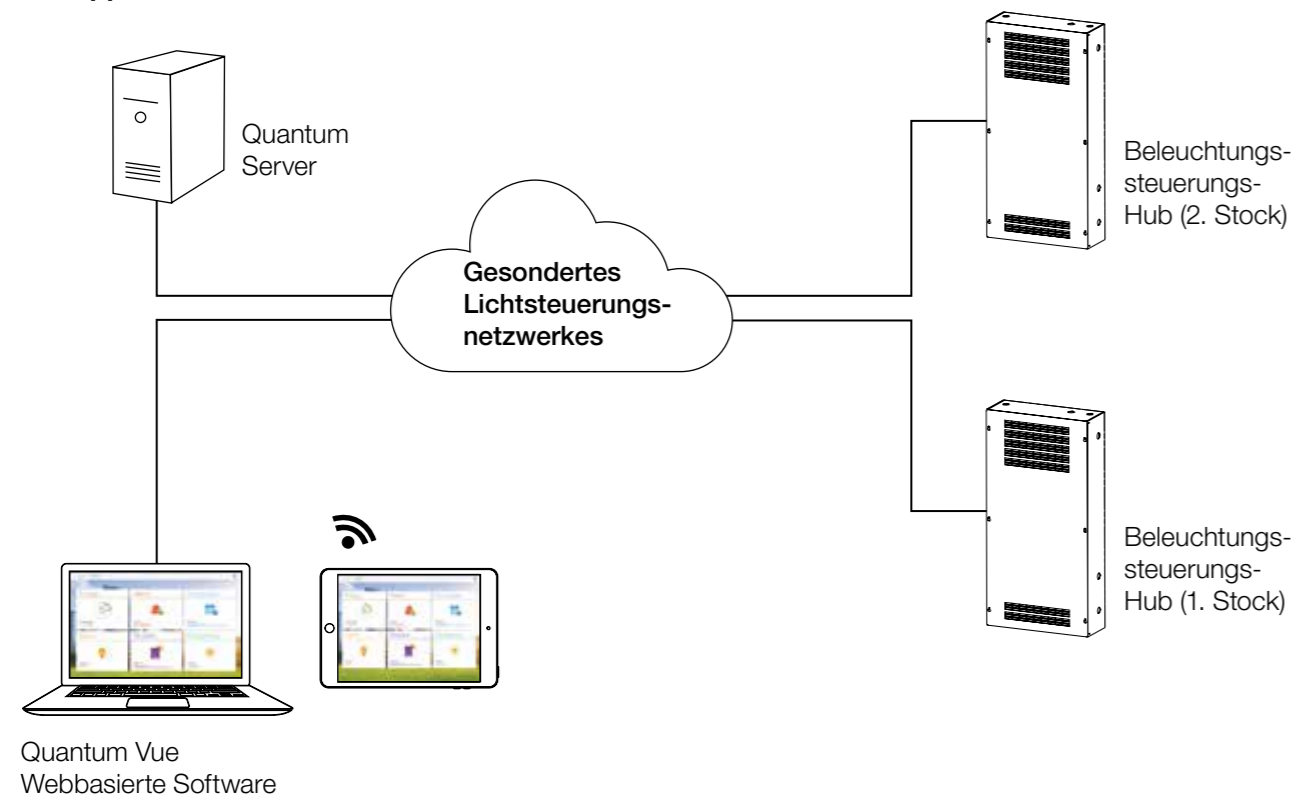 Quantum
Server
Beleuchtungs-
steuerungs-
Hub (2. Stock)
Gesondertes
Lichtsteuerungs-
netzwerkes
Beleuchtungs-
steuerungs-
Hub (1. Stock)
Quantum Vue
Webbasierte Software